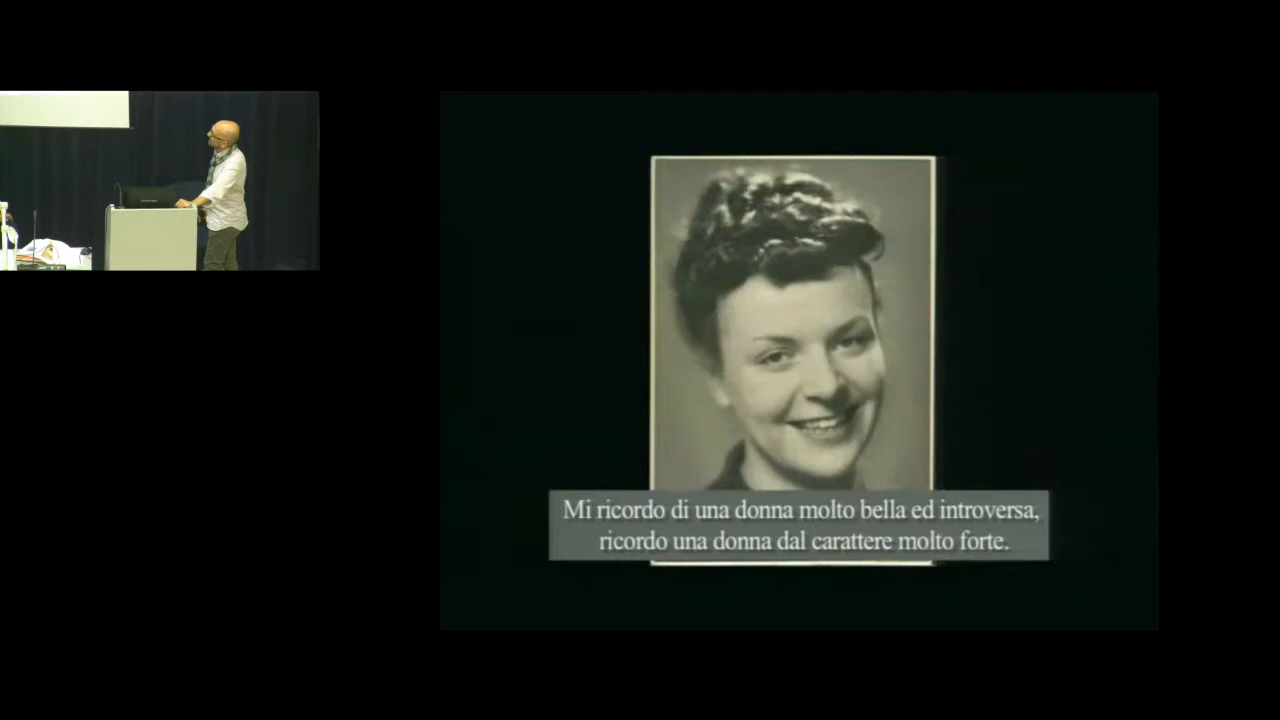 Mi ricordo di una donna molto bella ed introversa,
ricordo una donna dal carattere molto forte.